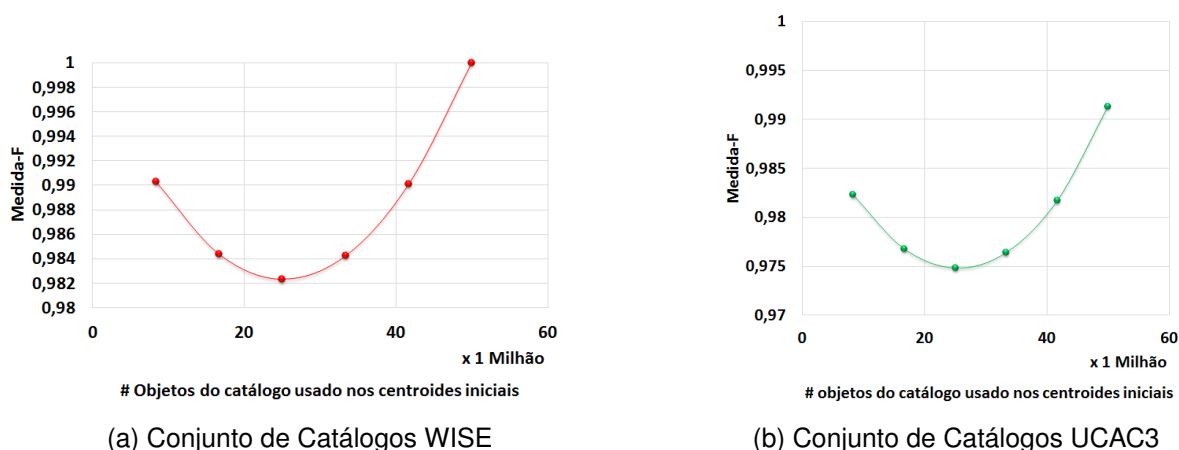 1
0,998
0,996
0,994
0,992
0,99
0,988
0,986
0,984
0,982
0,98
Medida-F
0 20 40 60
x 1 Milhão
# Objetos do catálogo usado nos centroides iniciais
(a) Conjunto de Catálogos WISE
1
0,995
0,99
0,985
0,98
0,975
0,97
Medida-F
0 20 40 60
x 1 Milhão
# objetos do catálogo usado nos centroides iniciais
(b) Conjunto de Catálogos UCAC3